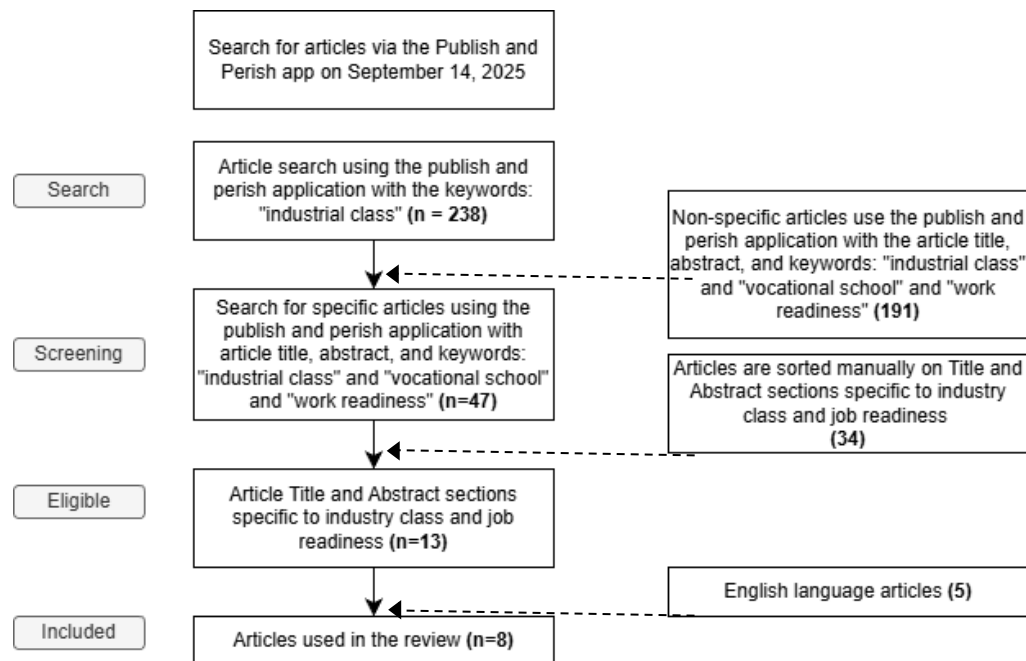 Search for articles via the Publish and
Perish app on September 14, 2025
Search
Article search using the publish and
perish application with the keywords:
"industrial class" (n = 238)
Non-specific articles use the publish and
perish application with the article title,
abstract, and keywords: "industrial class"
and "vocational school" and "work
readiness" (191)
Screening
Search for specific articles using the
publish and perish application with
article title, abstract, and keywords:
"industrial class" and "vocational school"
and "work readiness" (n=47)
Articles are sorted manually on Title and
Abstract sections specific to industry
class and job readiness
(34)
Eligible
Article Title and Abstract sections
specific to industry class and job
readiness (n=13)
English language articles (5)
Included
Articles used in the review (n=8)